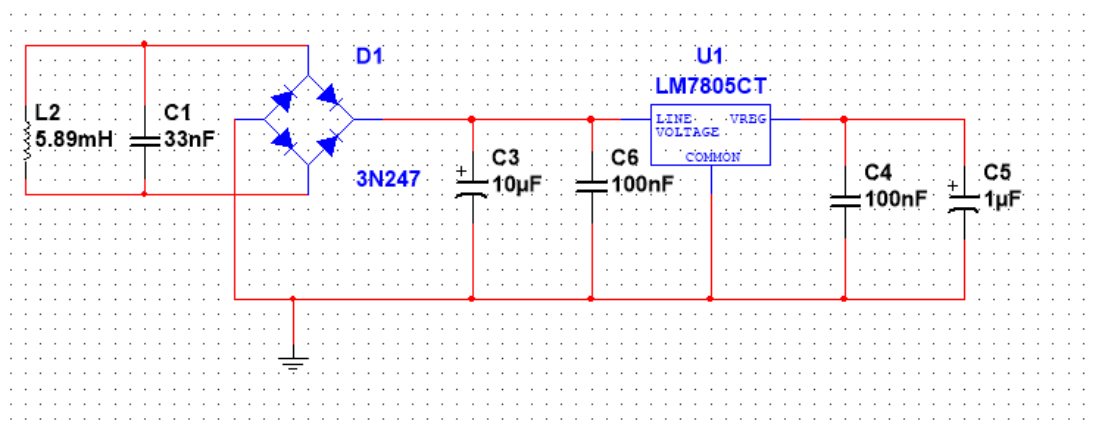 D1
U1
LM7805CT
L2
5.89mH
C1
33nF
LINE VREG
VOLTAGE
COMMON
3N247
C3
+
10µF
C6
100nF
C4
100nF
C5
+
1µF